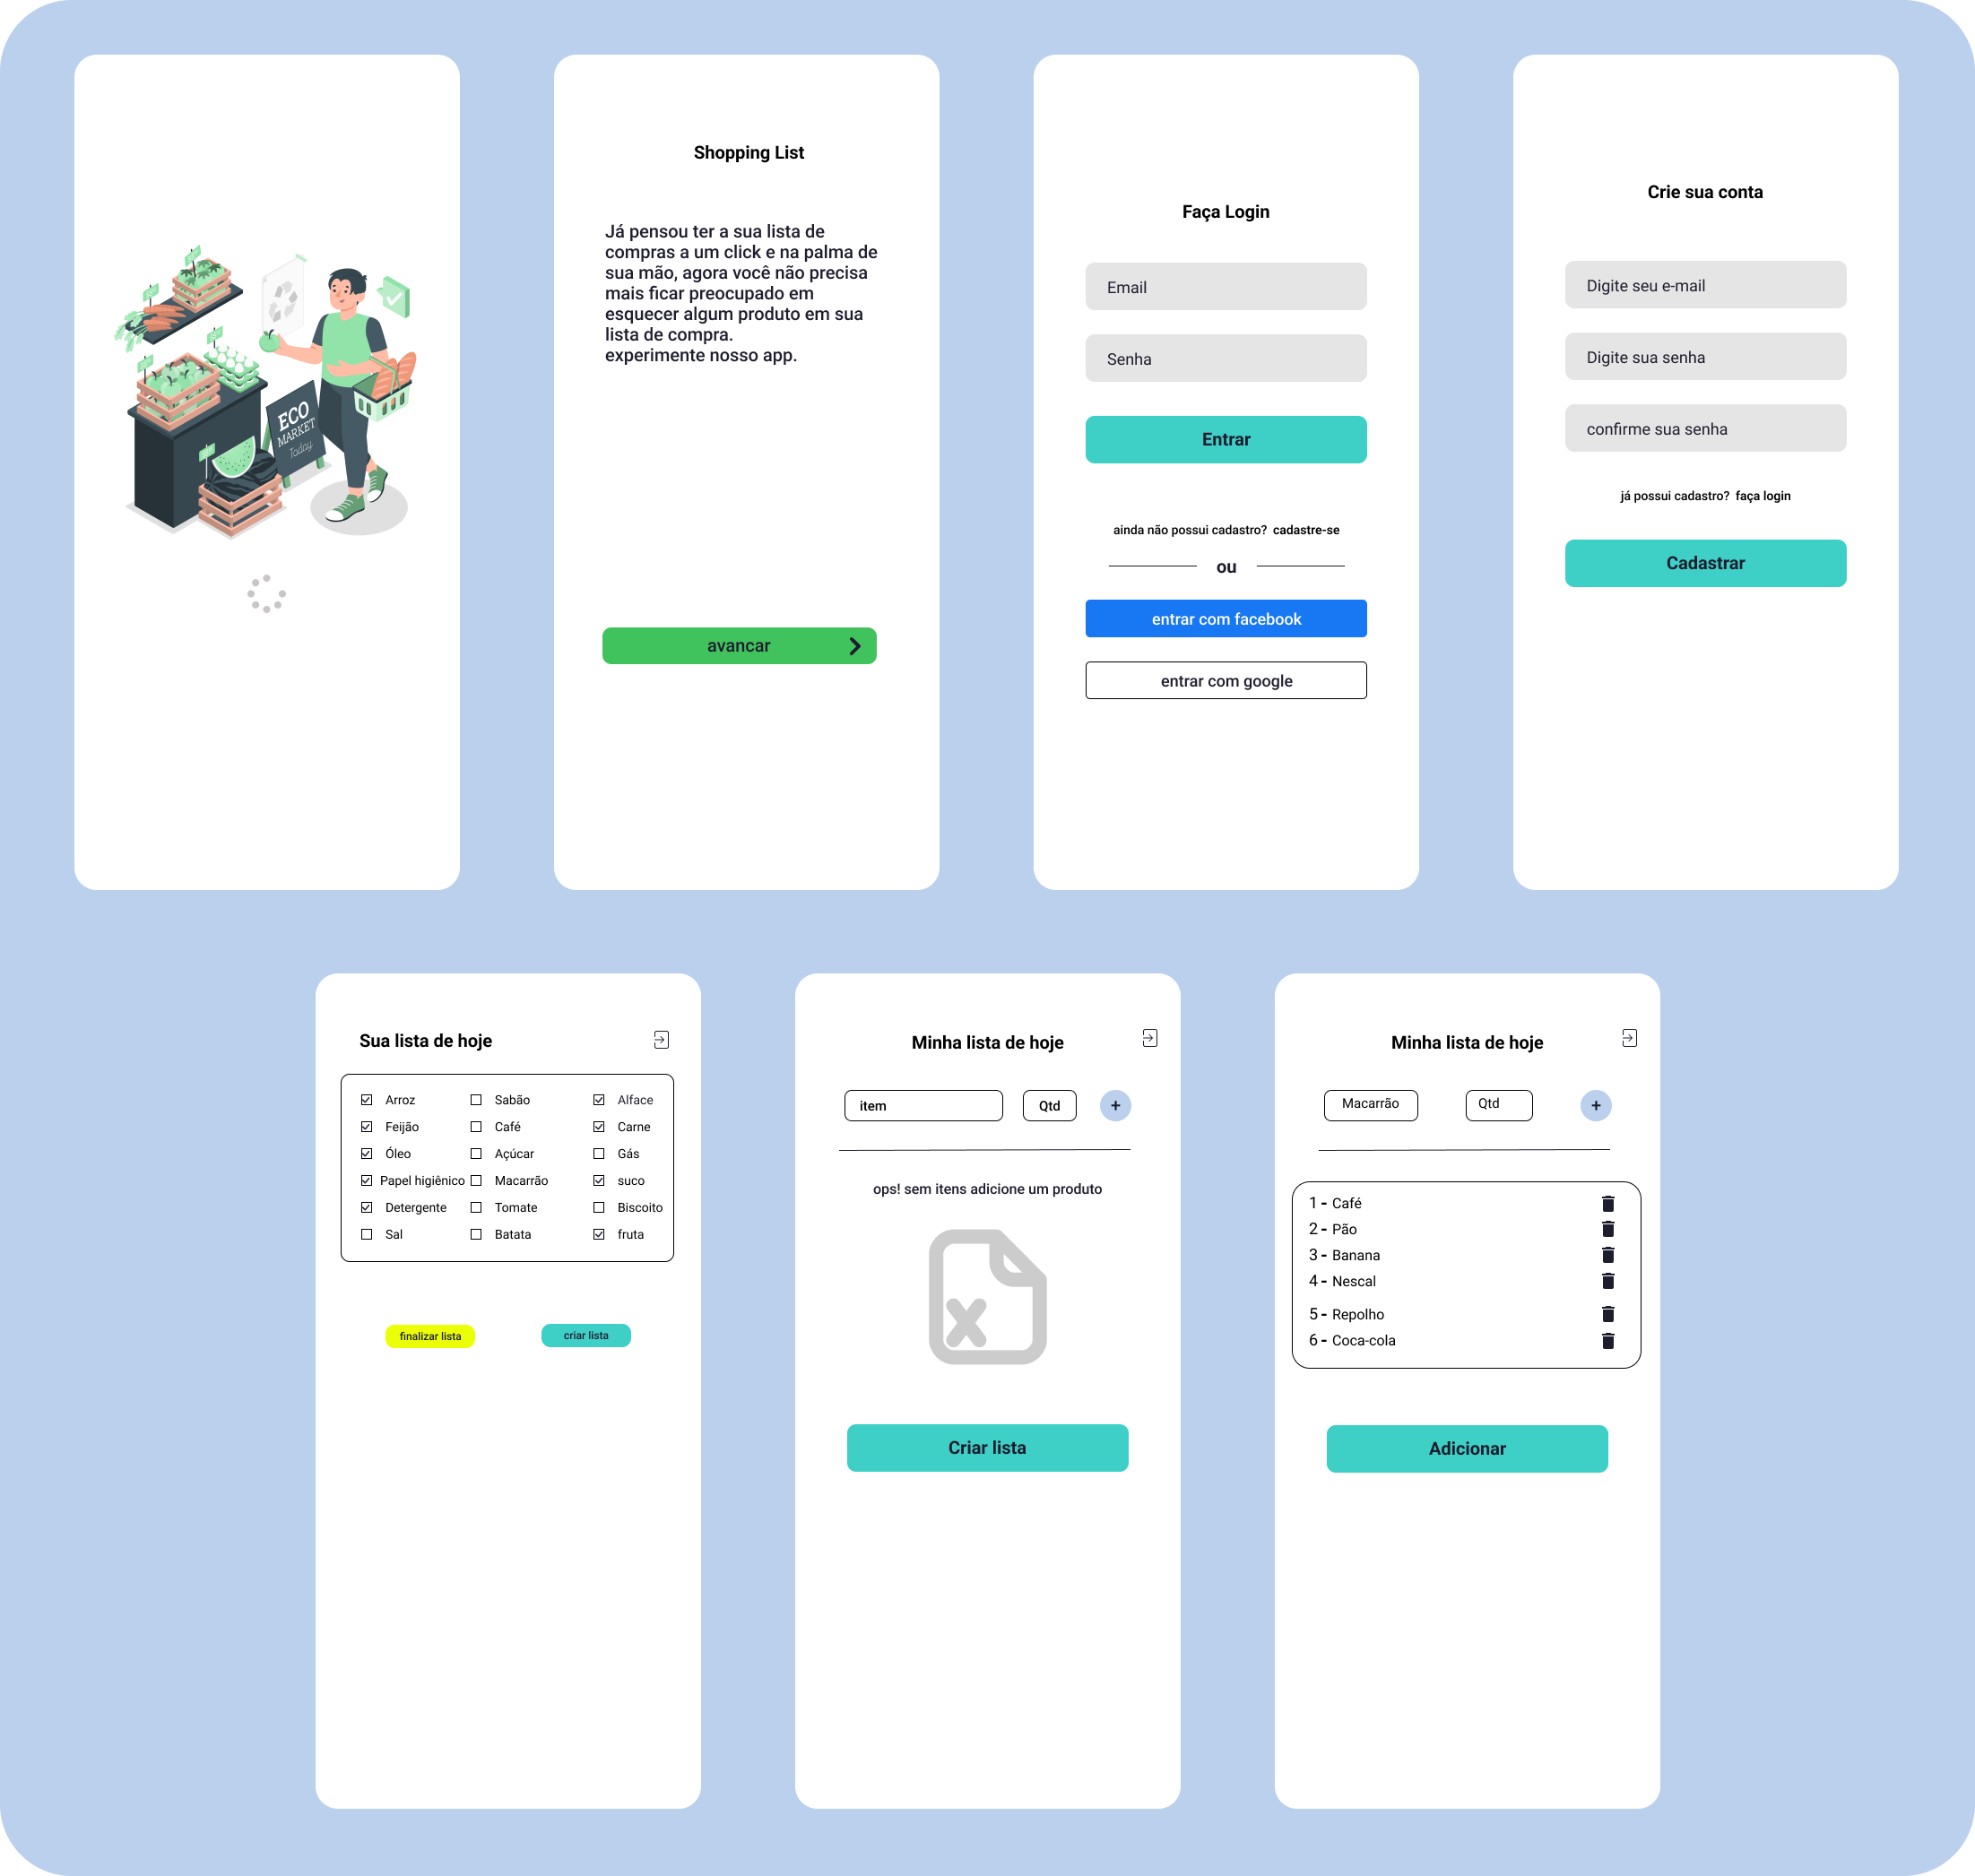 ECO
MARKET
Today
Shopping List
Já pensou ter a sua lista de
compras a um click e na palma de
sua mão, agora você não precisa
mais ficar preocupado em
esquecer algum produto em sua
lista de compra.
experimente nosso app.
avancar
Faça Login
Email
Senha
Entrar
ainda não possui cadastro? cadastre-se
ou
entrar com facebook
entrar com google
Crie sua conta
Digite seu e-mail
Digite sua senha
confirme sua senha
já possui cadastro? faça login
Cadastrar
Sua lista de hoje
Arroz Sabão Alface
Feijão Café Carne
Óleo Açúcar Gás
Papel higiênico Macarrão suco
Detergente Tomate Biscoito
Sal Batata fruta
finalizar lista criar lista
Minha lista de hoje
item Qtd +
ops! sem itens adicione um produto
Criar lista
Minha lista de hoje
Macarrão Qtd +
1 - Café
2 - Pão
3 - Banana
4 - Nescal
5 - Repolho
6 - Coca-cola
Adicionar